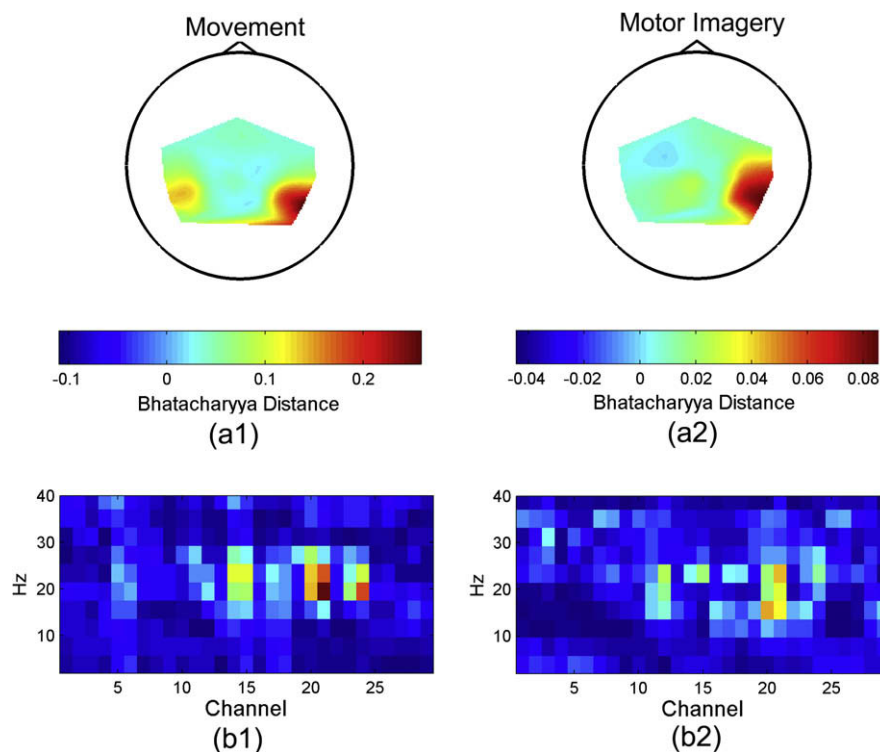 Movement
Motor Imagery
-0.1 0 0.1 0.2
Bhatacharyya Distance
(a1)
-0.04 -0.02 0 0.02 0.04 0.06 0.08
Bhatacharyya Distance
(a2)
40
30
20
10
Hz
5 10 15 20 25
Channel
(b1)
40
30
20
10
Hz
5 10 15 20 25
Channel
(b2)